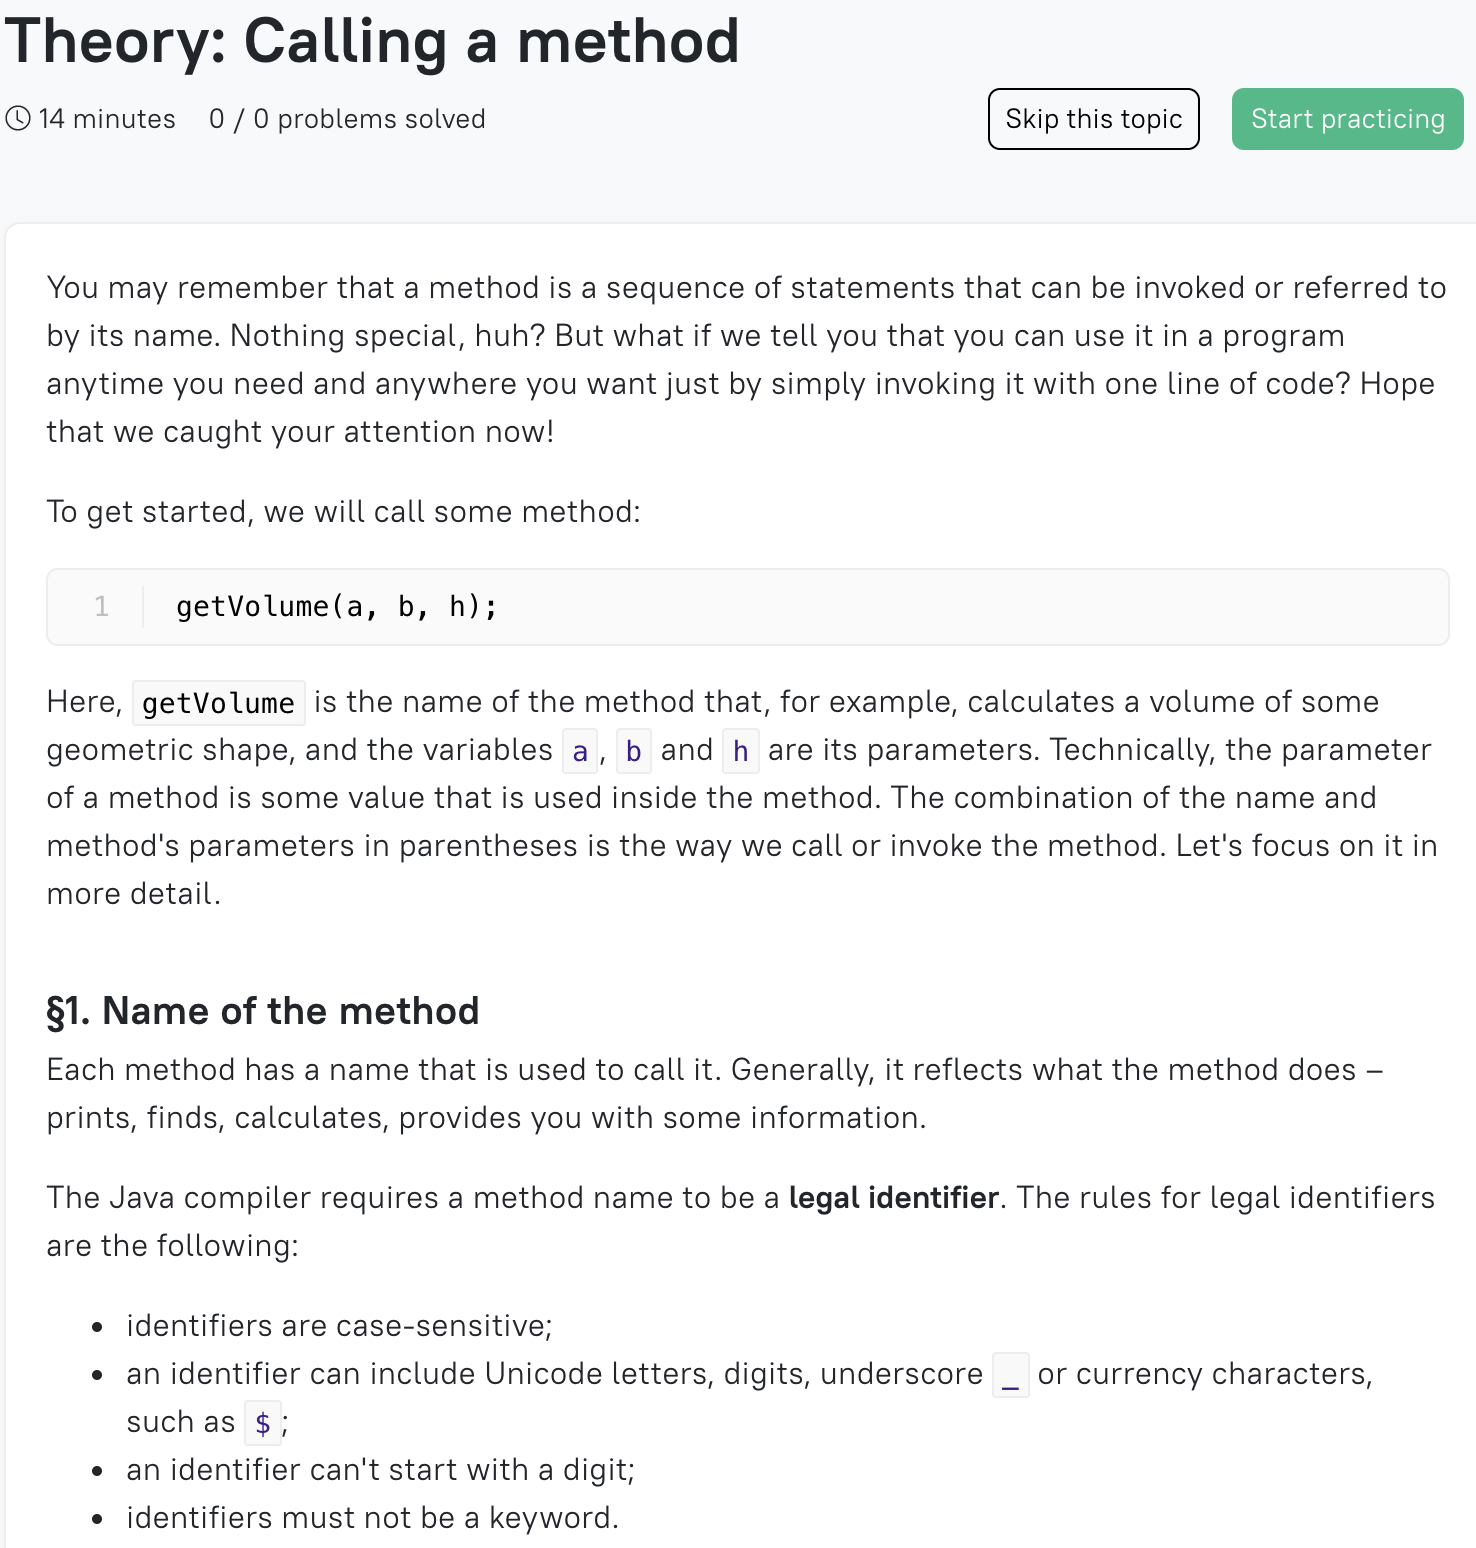 Theory: Calling a method
14 minutes 0 / 0 problems solved
Skip this topic
Start practicing
You may remember that a method is a sequence of statements that can be invoked or referred to
by its name. Nothing special, huh? But what if we tell you that you can use it in a program
anytime you need and anywhere you want just by simply invoking it with one line of code? Hope
that we caught your attention now!
To get started, we will call some method:
1 getVolume(a, b, h);
Here, getVolume is the name of the method that, for example, calculates a volume of some
geometric shape, and the variables a, b and h are its parameters. Technically, the parameter
of a method is some value that is used inside the method. The combination of the name and
method's parameters in parentheses is the way we call or invoke the method. Let's focus on it in
more detail.
§1. Name of the method
Each method has a name that is used to call it. Generally, it reflects what the method does –
prints, finds, calculates, provides you with some information.
The Java compiler requires a method name to be a legal identifier. The rules for legal identifiers
are the following:
• identifiers are case-sensitive;
• an identifier can include Unicode letters, digits, underscore _ or currency characters,
such as $;
• an identifier can't start with a digit;
• identifiers must not be a keyword.